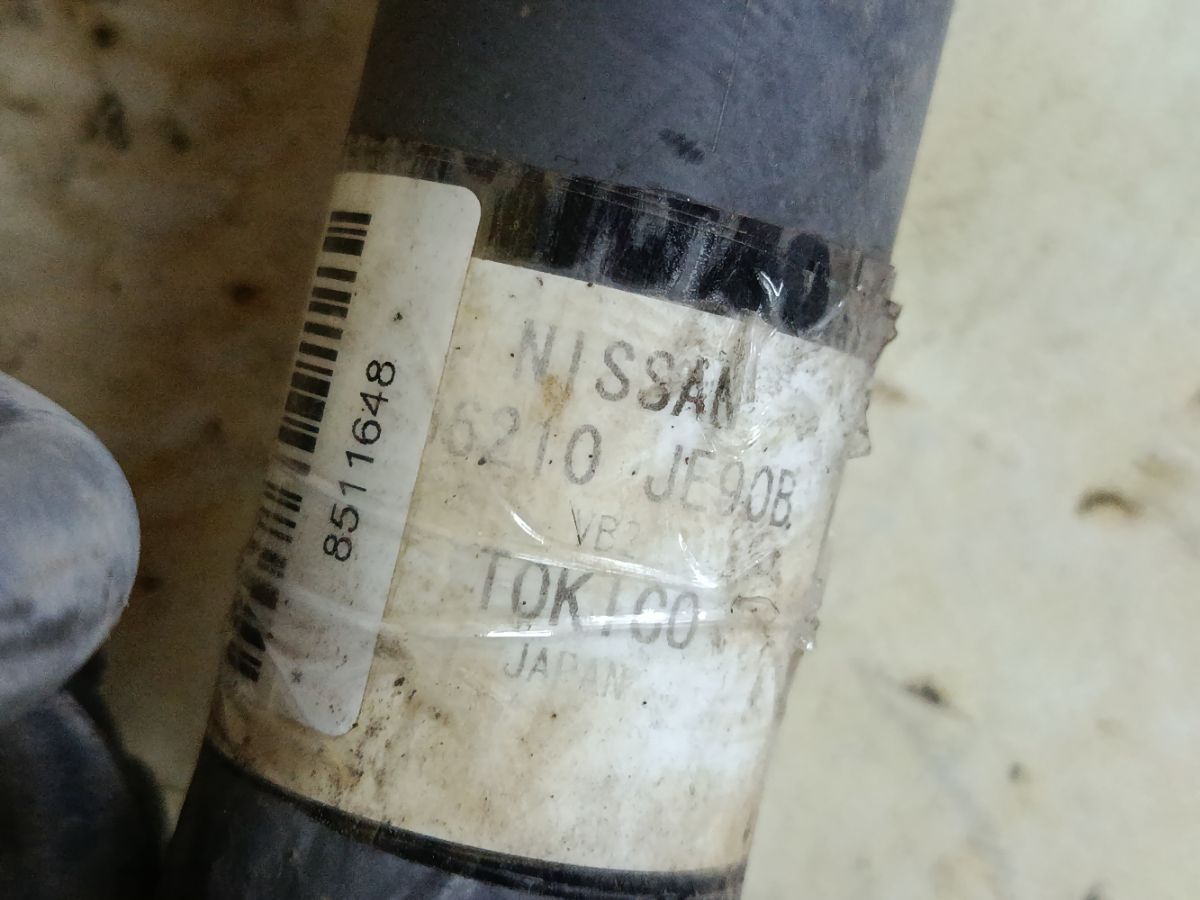 8511648
NISSAN
6210 JE90B
TOKICO
JAPAN